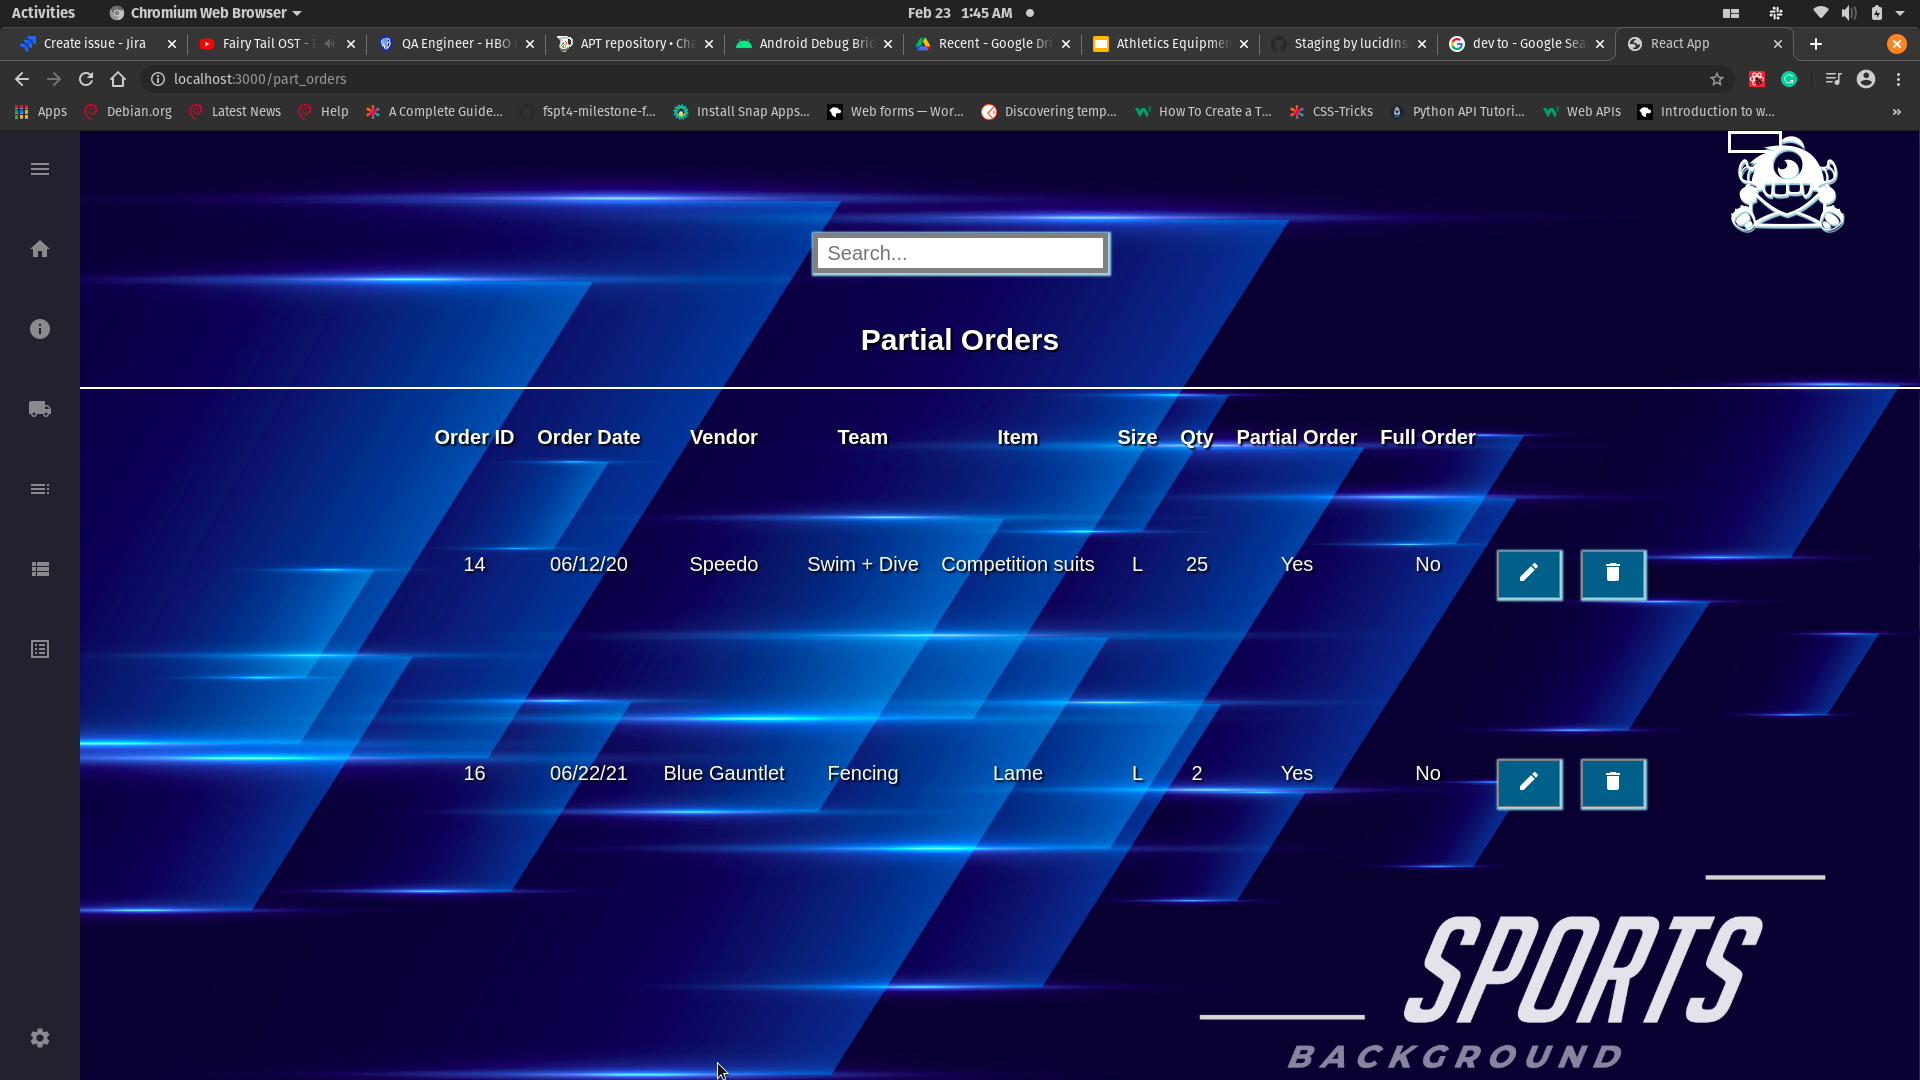 Activities Chromium Web Browser Feb 23 1:45 AM
Create issue - Jira Fairy Tail OST - QA Engineer - HBO APT repository • Cha Android Debug Brid Recent - Google Dri Athletics Equipmen Staging by lucidIns dev to - Google Sea React App
localhost:3000/part_orders
Apps Debian.org Latest News Help A Complete Guide... fspt4-milestone-f... Install Snap Apps... Web forms — Wor... Discovering temp... How To Create a T... CSS-Tricks Python API Tutori... Web APIs Introduction to w... »
Search...
Partial Orders
Order ID Order Date Vendor Team Item Size Qty Partial Order Full Order
14 06/12/20 Speedo Swim + Dive Competition suits L 25 Yes No
16 06/22/21 Blue Gauntlet Fencing Lame L 2 Yes No
SPORTS
BACKGROUND